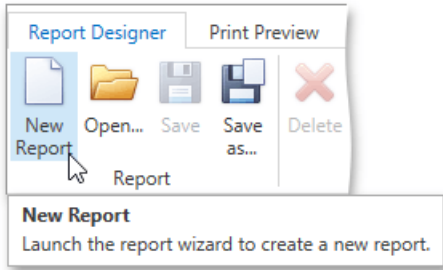 Report Designer Print Preview
New Open... Save Save Delete
Report as...
Report
New Report
Launch the report wizard to create a new report.